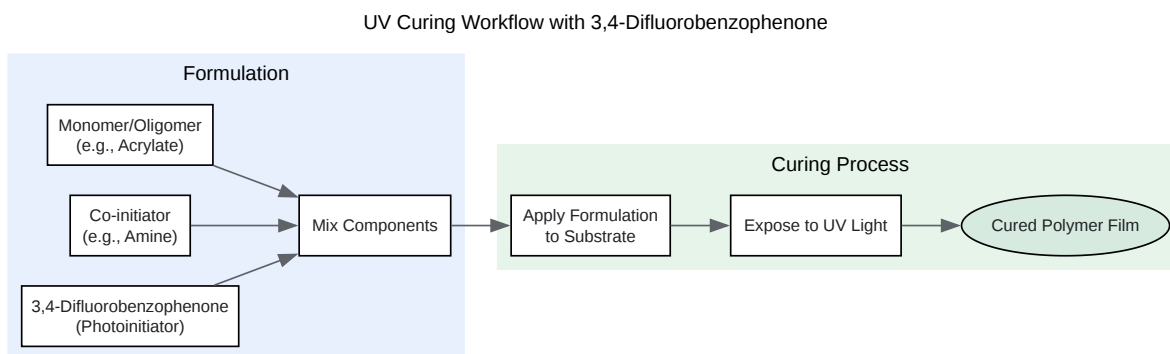 UV Curing Workflow with 3,4-Difluorobenzophenone
Formulation
Monomer/Oligomer
(e.g., Acrylate)
Co-initiator
(e.g., Amine)
3,4-Difluorobenzophenone
(Photoinitiator)
Mix Components
Curing Process
Apply Formulation
to Substrate
Expose to UV Light
Cured Polymer Film